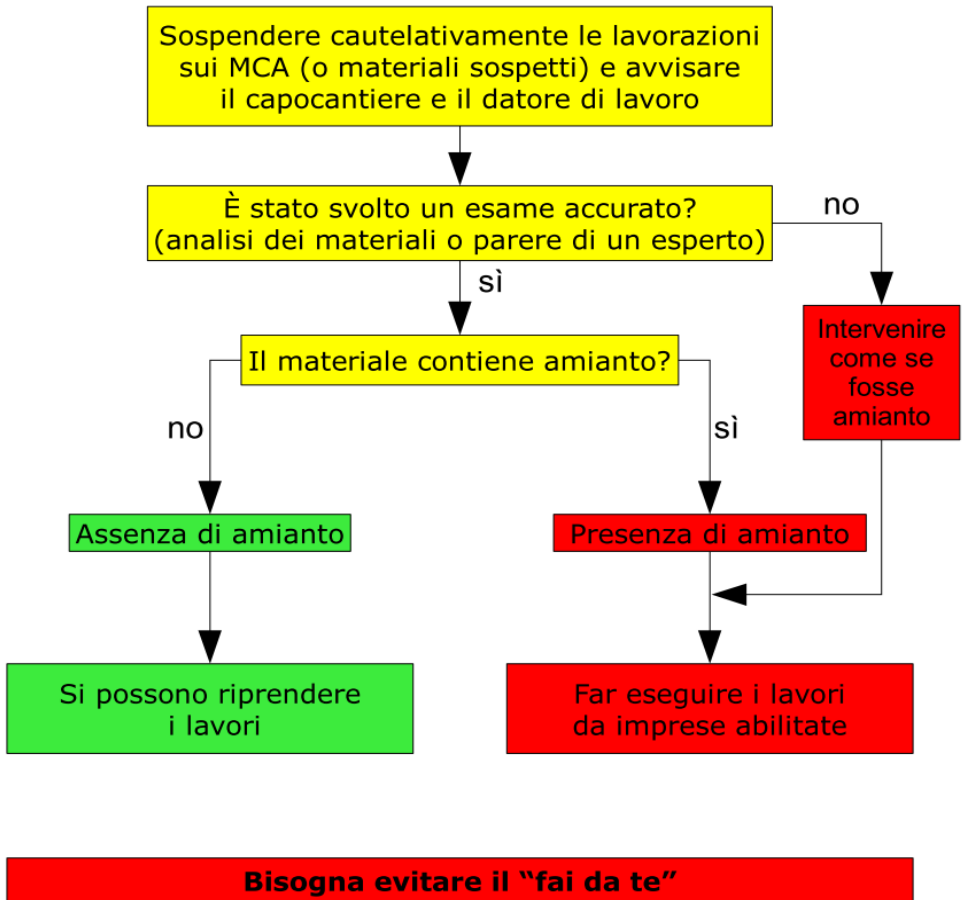 Sospendere cautelativamente le lavorazioni
sui MCA (o materiali sospetti) e avvisare
il capocantiere e il datore di lavoro
È stato svolto un esame accurato?
(analisi dei materiali o parere di un esperto)
no
sì
Intervenire
come se
fosse
amianto
Il materiale contiene amianto?
no
sì
Assenza di amianto
Presenza di amianto
Si possono riprendere
i lavori
Far eseguire i lavori
da imprese abilitate
Bisogna evitare il “fai da te”